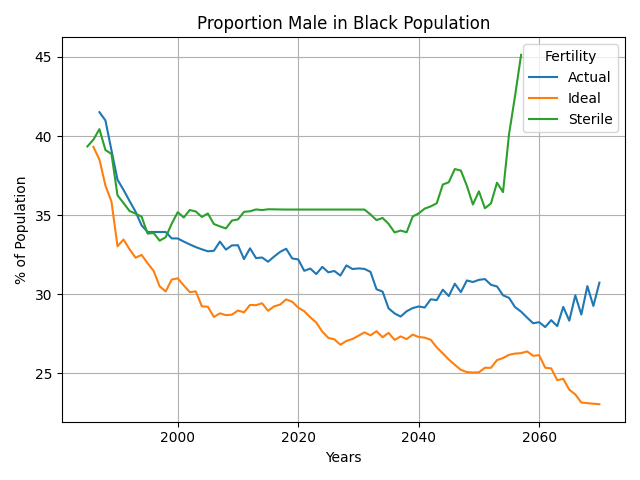 Proportion Male in Black Population
% of Population
45
40
35
30
25
Fertility
Actual
Ideal
Sterile
2000
2020
2040
2060
Years